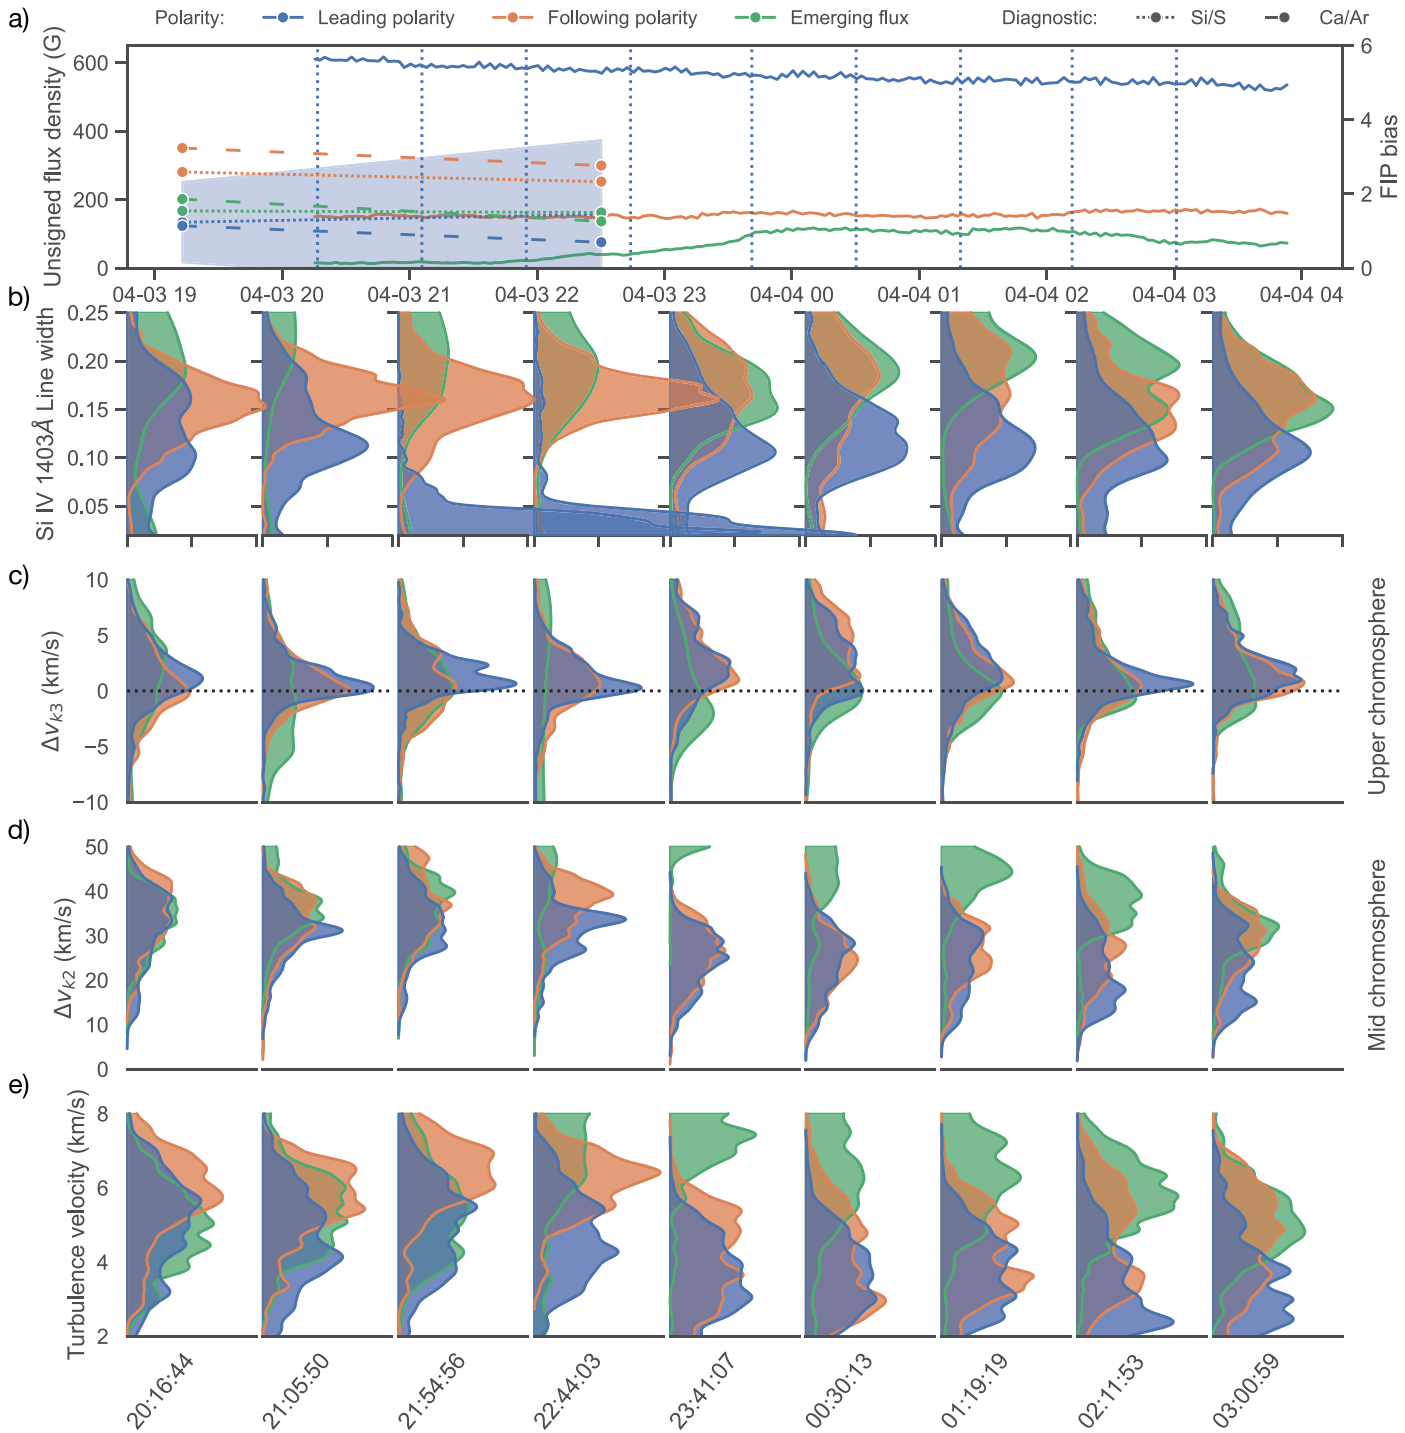 a)
Polarity: Leading polarity Following polarity Emerging flux Diagnostic: Si/S Ca/Ar
Unsigned flux density (G)
600
400
200
0
6
4
2
0
FIP bias
04-03 19 04-03 20 04-03 21 04-03 22 04-03 23 04-04 00 04-04 01 04-04 02 04-04 03 04-04 04
b)
Si IV 1403Å Line width
0.25
0.20
0.15
0.10
0.05
c)
Δv_{k3} (km/s)
10
5
0
−5
−10
Upper chromosphere
d)
Δv_{k2} (km/s)
50
40
30
20
10
0
Mid chromosphere
e)
Turbulence velocity (km/s)
8
6
4
2
20:16:44 21:05:50 21:54:56 22:44:03 23:41:07 00:30:13 01:19:19 02:11:53 03:00:59